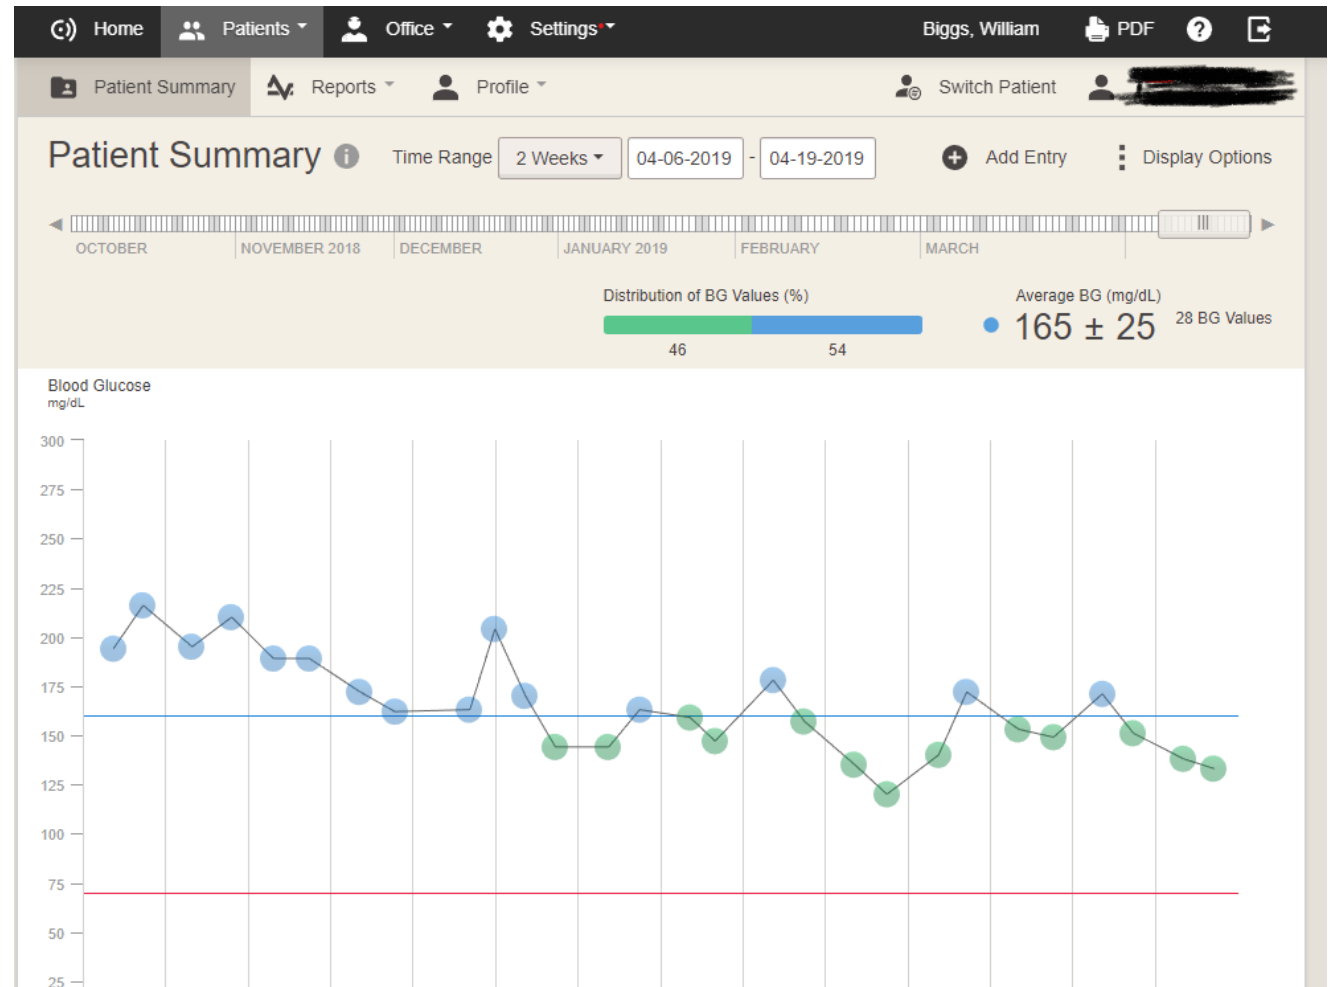 Home Patients Office Settings Biggs, William PDF ?
Patient Summary Reports Profile Switch Patient
Patient Summary i Time Range 2 Weeks 04-06-2019 - 04-19-2019 Add Entry Display Options
OCTOBER NOVEMBER 2018 DECEMBER JANUARY 2019 FEBRUARY MARCH
Distribution of BG Values (%)
46 54
Average BG (mg/dL)
165 ± 25 28 BG Values
Blood Glucose
mg/dL
300
275
250
225
200
175
150
125
100
75
50
25